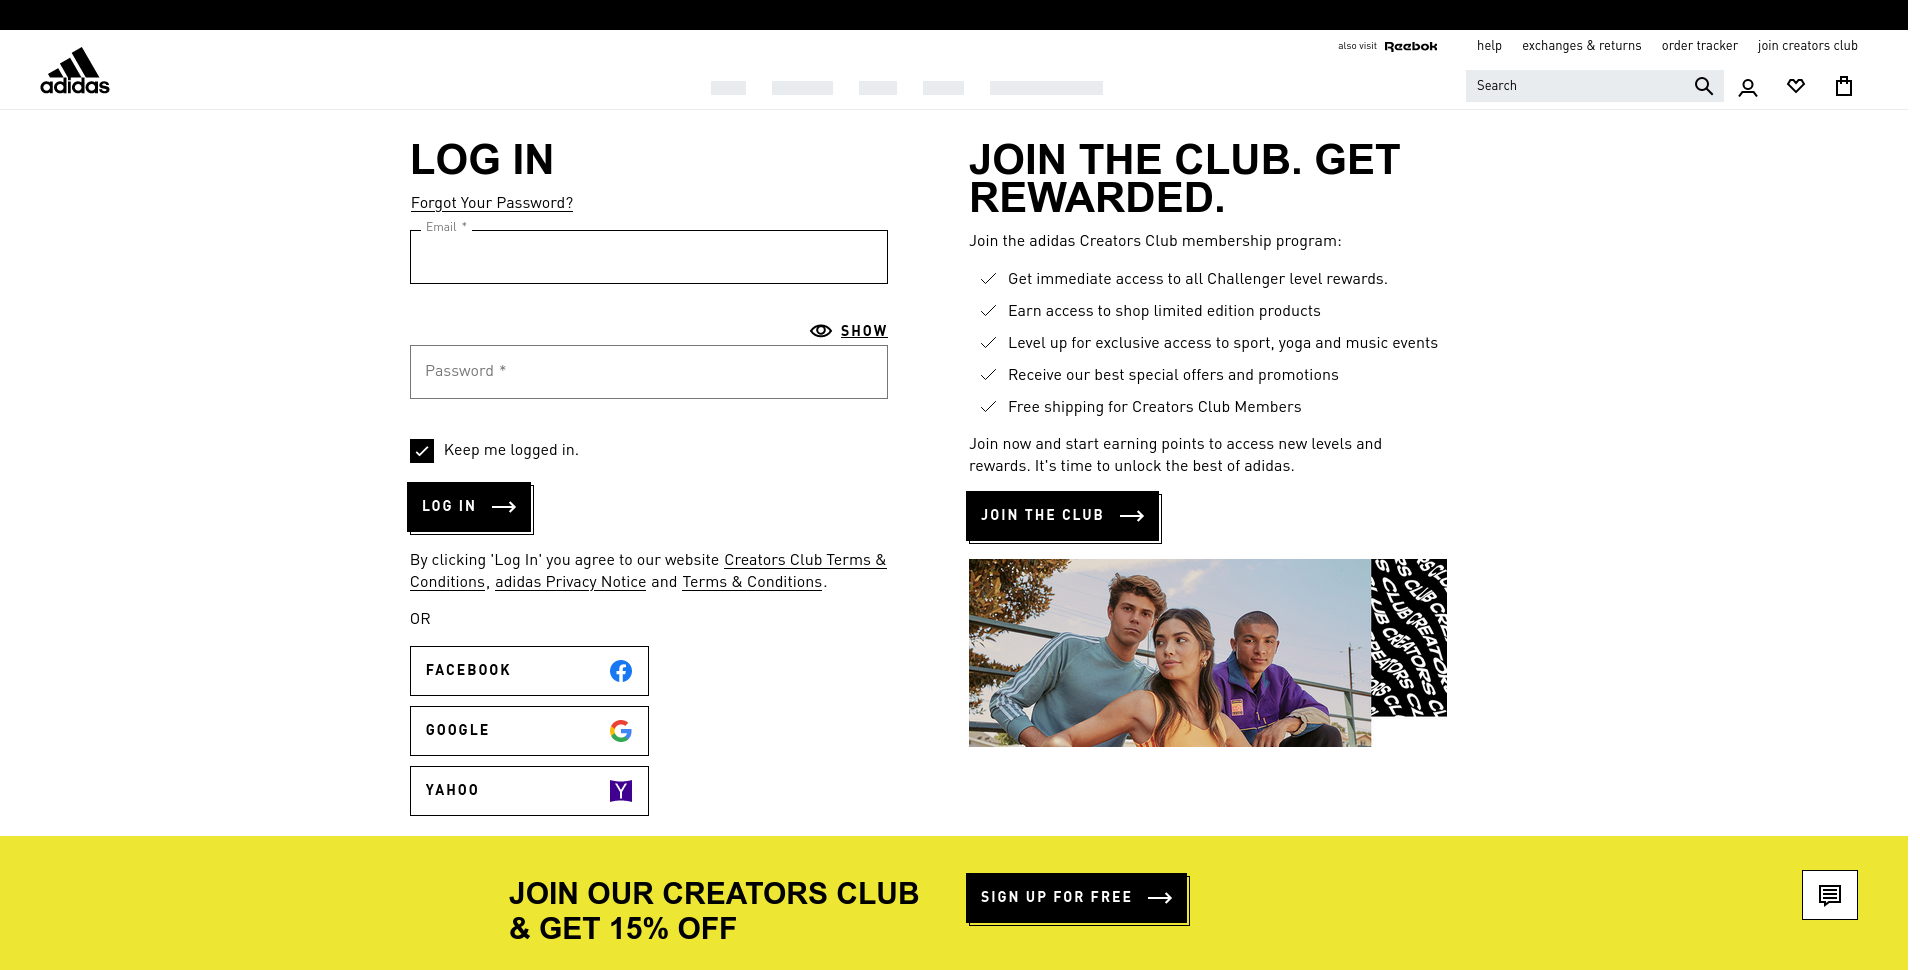 also visit Reebok help exchanges & returns order tracker join creators club
adidas
Search
LOG IN
Forgot Your Password?
Email *
SHOW
Password *
Keep me logged in.
LOG IN
By clicking 'Log In' you agree to our website Creators Club Terms &
Conditions, adidas Privacy Notice and Terms & Conditions.
OR
FACEBOOK
GOOGLE
YAHOO
JOIN THE CLUB. GET
REWARDED.
Join the adidas Creators Club membership program:
Get immediate access to all Challenger level rewards.
Earn access to shop limited edition products
Level up for exclusive access to sport, yoga and music events
Receive our best special offers and promotions
Free shipping for Creators Club Members
Join now and start earning points to access new levels and
rewards. It's time to unlock the best of adidas.
JOIN THE CLUB
JOIN OUR CREATORS CLUB
& GET 15% OFF
SIGN UP FOR FREE